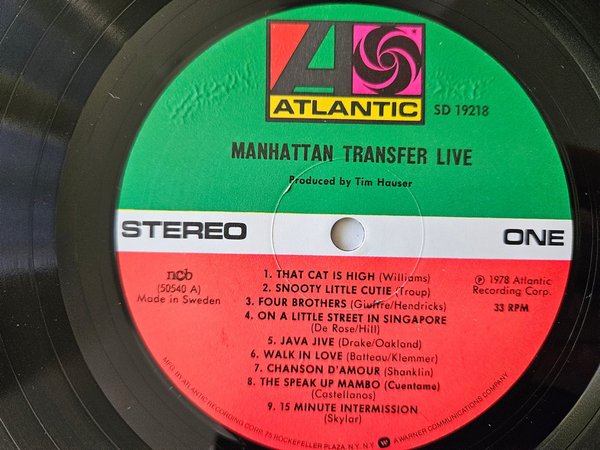 ATLANTIC
SD 19218
MANHATTAN TRANSFER LIVE
Produced by Tim Hauser
STEREO
ONE
ncb
(50540 A)
Made in Sweden
℗ 1978 Atlantic
Recording Corp.
33 RPM
1. THAT CAT IS HIGH (Williams)
2. SNOOTY LITTLE CUTIE (Troup)
3. FOUR BROTHERS (Giuffre/Hendricks)
4. ON A LITTLE STREET IN SINGAPORE
(De Rose/Hill)
5. JAVA JIVE (Drake/Oakland)
6. WALK IN LOVE (Batteau/Klemmer)
7. CHANSON D'AMOUR (Shanklin)
8. THE SPEAK UP MAMBO (Cuentame)
(Castellanos)
9. 15 MINUTE INTERMISSION
(Skylar)
MFG. BY ATLANTIC RECORDING CORP. 75 ROCKEFELLER PLAZA, N.Y. N.Y. A WARNER COMMUNICATIONS COMPANY